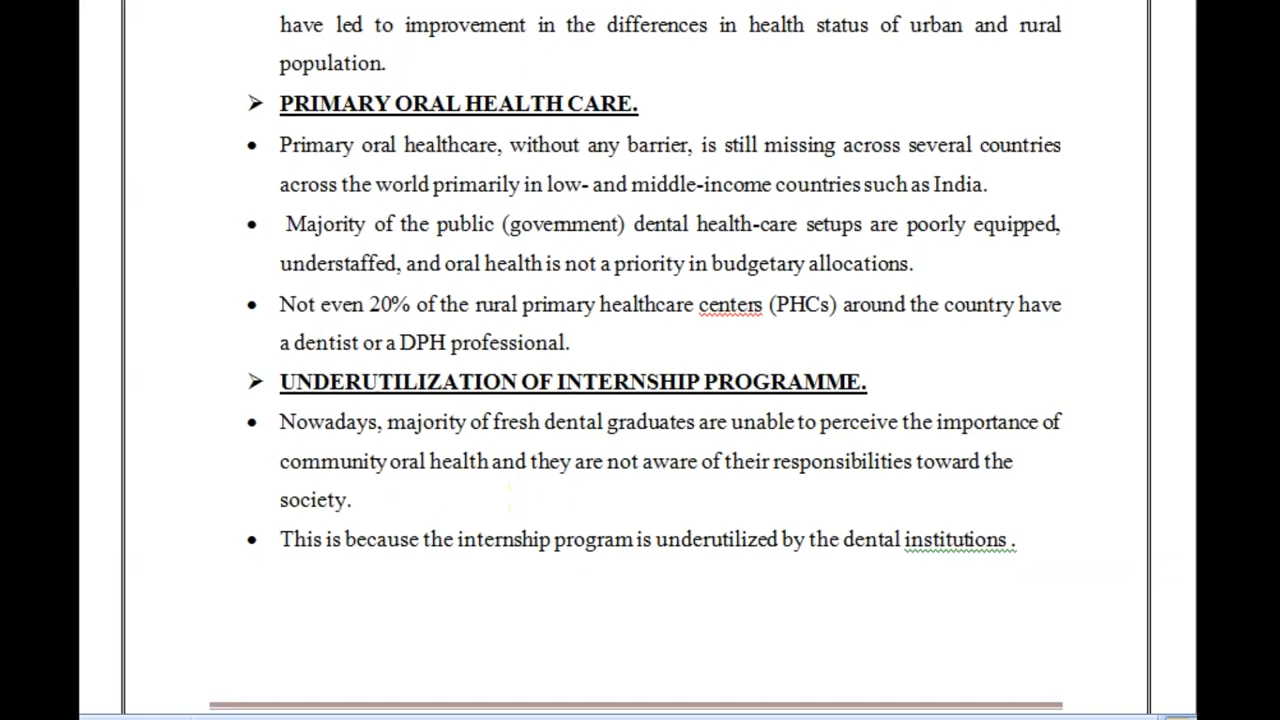 have led to improvement in the differences in health status of urban and rural
population.
➢ PRIMARY ORAL HEALTH CARE.
• Primary oral healthcare, without any barrier, is still missing across several countries
across the world primarily in low- and middle-income countries such as India.
• Majority of the public (government) dental health-care setups are poorly equipped,
understaffed, and oral health is not a priority in budgetary allocations.
• Not even 20% of the rural primary healthcare centers (PHCs) around the country have
a dentist or a DPH professional.
➢ UNDERUTILIZATION OF INTERNSHIP PROGRAMME.
• Nowadays, majority of fresh dental graduates are unable to perceive the importance of
community oral health and they are not aware of their responsibilities toward the
society.
• This is because the internship program is underutilized by the dental institutions .